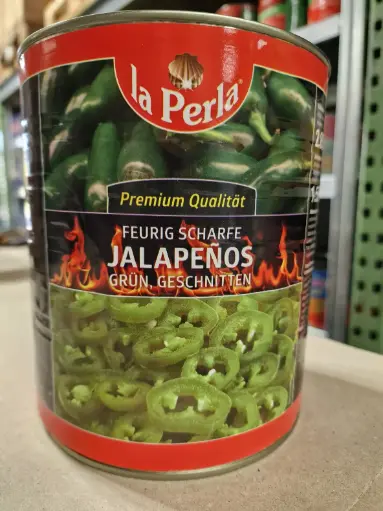 la Perla
Premium Qualität
FEURIG SCHARFE
JALAPEÑOS
GRÜN, GESCHNITTEN